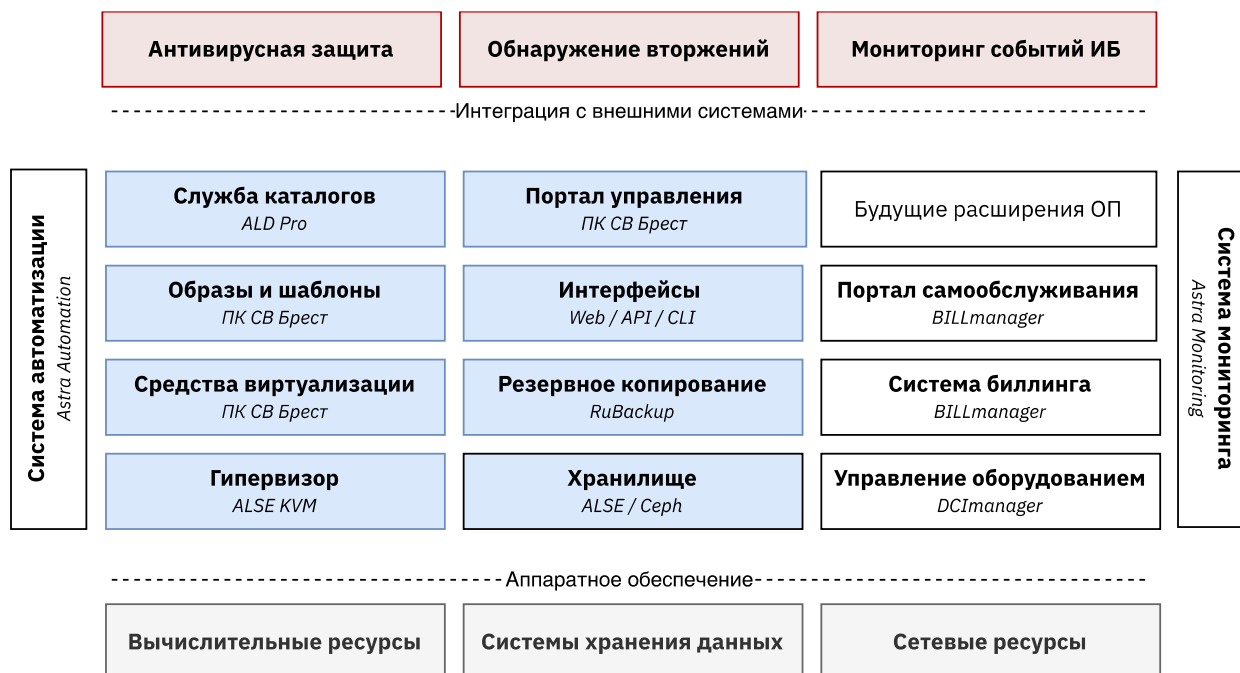 Антивирусная защита
Обнаружение вторжений
Мониторинг событий ИБ
Интеграция с внешними системами
Система автоматизации
Astra Automation
Служба каталогов
ALD Pro
Портал управления
ПК СВ Брест
Будущие расширения ОП
Образы и шаблоны
ПК СВ Брест
Интерфейсы
Web / API / CLI
Портал самообслуживания
BILLmanager
Средства виртуализации
ПК СВ Брест
Резервное копирование
RuBackup
Система биллинга
BILLmanager
Гипервизор
ALSE KVM
Хранилище
ALSE / Ceph
Управление оборудованием
DCImanager
Система мониторинга
Astra Monitoring
Аппаратное обеспечение
Вычислительные ресурсы
Системы хранения данных
Сетевые ресурсы